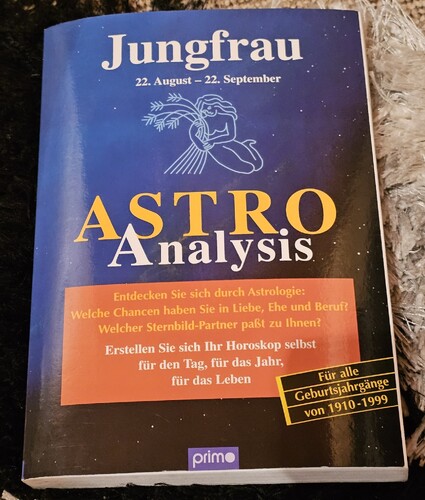 Jungfrau
22. August – 22. September
ASTRO
Analysis
Entdecken Sie sich durch Astrologie:
Welche Chancen haben Sie in Liebe, Ehe und Beruf?
Welcher Sternbild-Partner paßt zu Ihnen?
Erstellen Sie sich Ihr Horoskop selbst
für den Tag, für das Jahr,
für das Leben
Für alle
Geburtsjahrgänge
von 1910-1999
primo